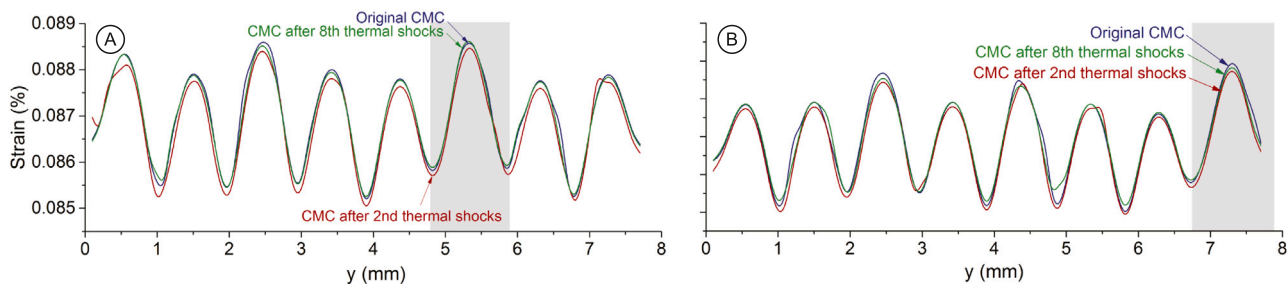 A
Original CMC
CMC after 8th thermal shocks
CMC after 2nd thermal shocks
Strain (%)
0.089
0.088
0.087
0.086
0.085
0 1 2 3 4 5 6 7 8
y (mm)
B
Original CMC
CMC after 8th thermal shocks
CMC after 2nd thermal shocks
0 1 2 3 4 5 6 7 8
y (mm)